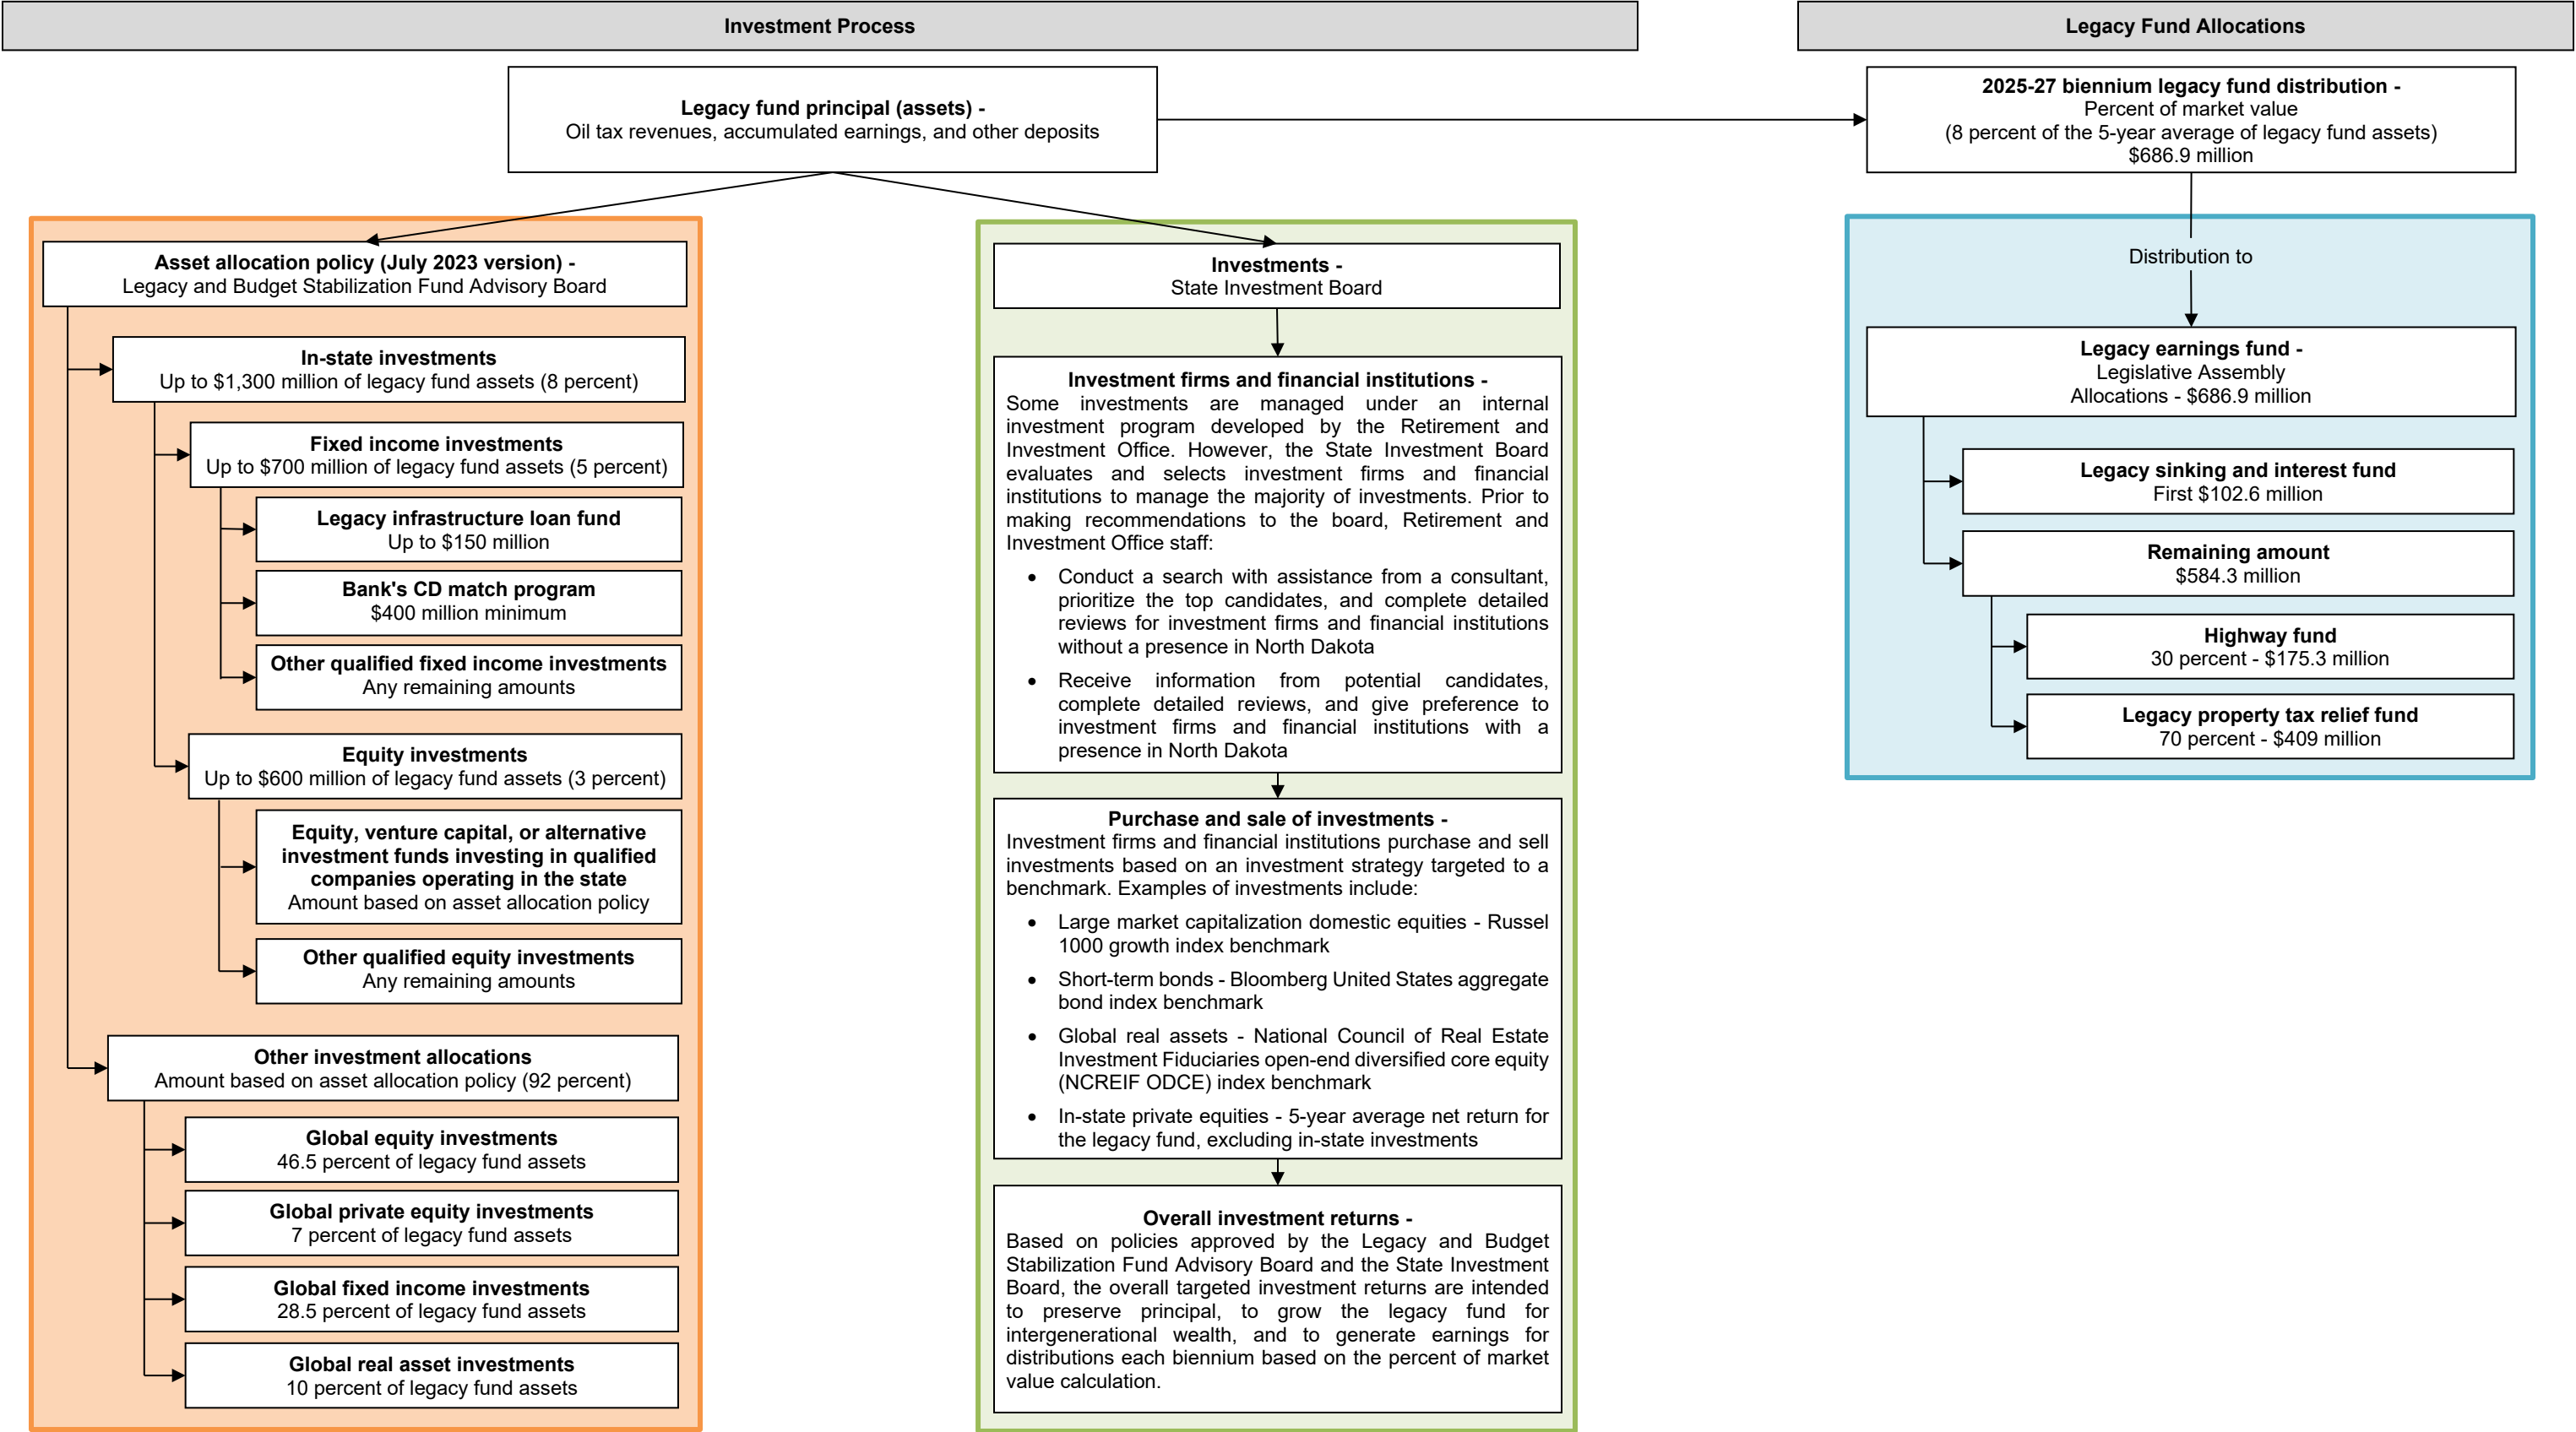 Investment Process
Legacy Fund Allocations
Legacy fund principal (assets) -
Oil tax revenues, accumulated earnings, and other deposits
2025-27 biennium legacy fund distribution -
Percent of market value
(8 percent of the 5-year average of legacy fund assets)
$686.9 million
Asset allocation policy (July 2023 version) -
Legacy and Budget Stabilization Fund Advisory Board
In-state investments
Up to $1,300 million of legacy fund assets (8 percent)
Fixed income investments
Up to $700 million of legacy fund assets (5 percent)
Legacy infrastructure loan fund
Up to $150 million
Bank's CD match program
$400 million minimum
Other qualified fixed income investments
Any remaining amounts
Equity investments
Up to $600 million of legacy fund assets (3 percent)
Equity, venture capital, or alternative
investment funds investing in qualified
companies operating in the state
Amount based on asset allocation policy
Other qualified equity investments
Any remaining amounts
Other investment allocations
Amount based on asset allocation policy (92 percent)
Global equity investments
46.5 percent of legacy fund assets
Global private equity investments
7 percent of legacy fund assets
Global fixed income investments
28.5 percent of legacy fund assets
Global real asset investments
10 percent of legacy fund assets
Investments -
State Investment Board
Investment firms and financial institutions -
Some investments are managed under an internal
investment program developed by the Retirement and
Investment Office. However, the State Investment Board
evaluates and selects investment firms and financial
institutions to manage the majority of investments. Prior to
making recommendations to the board, Retirement and
Investment Office staff:
• Conduct a search with assistance from a consultant,
prioritize the top candidates, and complete detailed
reviews for investment firms and financial institutions
without a presence in North Dakota
• Receive information from potential candidates,
complete detailed reviews, and give preference to
investment firms and financial institutions with a
presence in North Dakota
Purchase and sale of investments -
Investment firms and financial institutions purchase and sell
investments based on an investment strategy targeted to a
benchmark. Examples of investments include:
• Large market capitalization domestic equities - Russel
1000 growth index benchmark
• Short-term bonds - Bloomberg United States aggregate
bond index benchmark
• Global real assets - National Council of Real Estate
Investment Fiduciaries open-end diversified core equity
(NCREIF ODCE) index benchmark
• In-state private equities - 5-year average net return for
the legacy fund, excluding in-state investments
Overall investment returns -
Based on policies approved by the Legacy and Budget
Stabilization Fund Advisory Board and the State Investment
Board, the overall targeted investment returns are intended
to preserve principal, to grow the legacy fund for
intergenerational wealth, and to generate earnings for
distributions each biennium based on the percent of market
value calculation.
Distribution to
Legacy earnings fund -
Legislative Assembly
Allocations - $686.9 million
Legacy sinking and interest fund
First $102.6 million
Remaining amount
$584.3 million
Highway fund
30 percent - $175.3 million
Legacy property tax relief fund
70 percent - $409 million